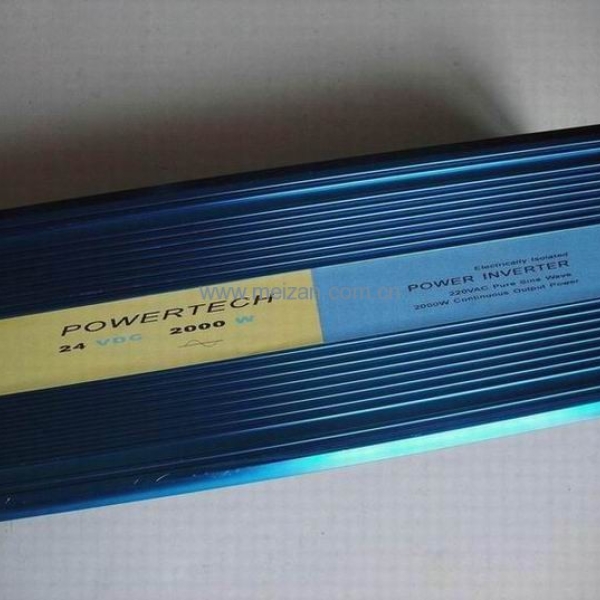 POWERTECH
24 VDC 2000 W
Electrically Isolated
POWER INVERTER
220VAC Pure Sine Wave
2000W Continuous Output Power
www.meizan.com.cn